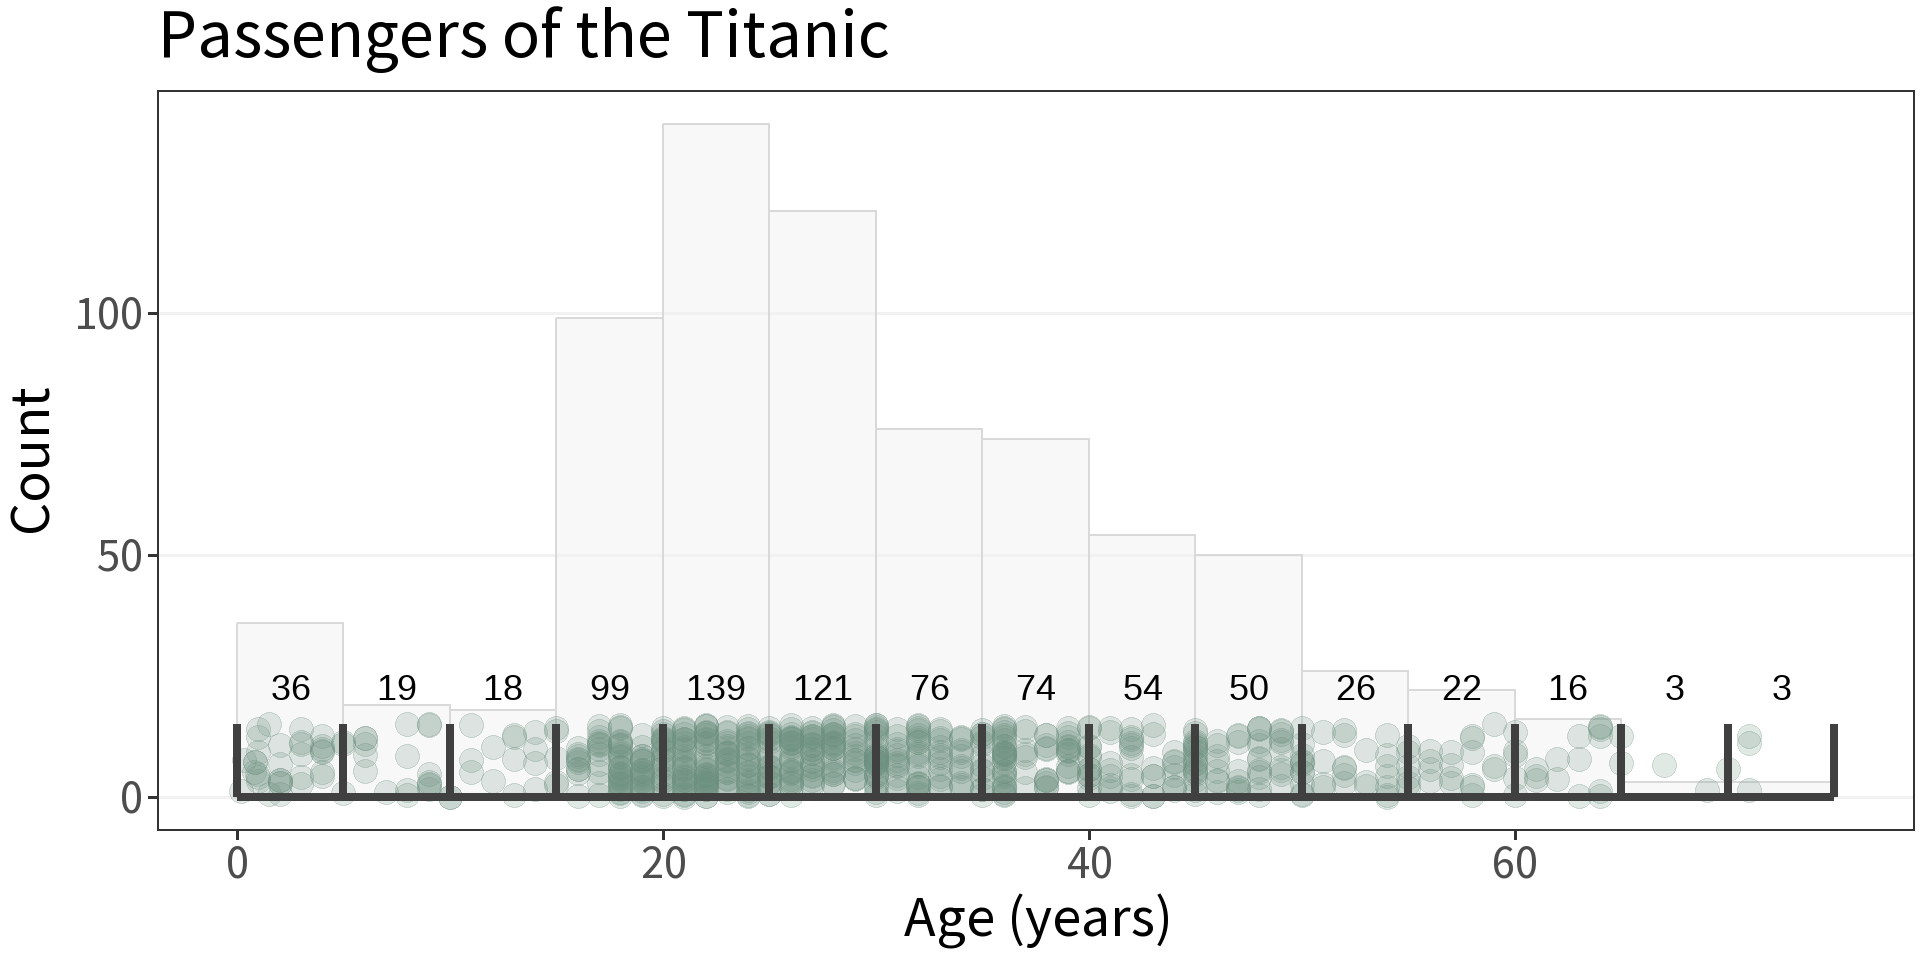 Passengers of the Titanic
Count
100
50
0
36 19 18 99 139 121 76 74 54 50 26 22 16 3 3
0 20 40 60
Age (years)